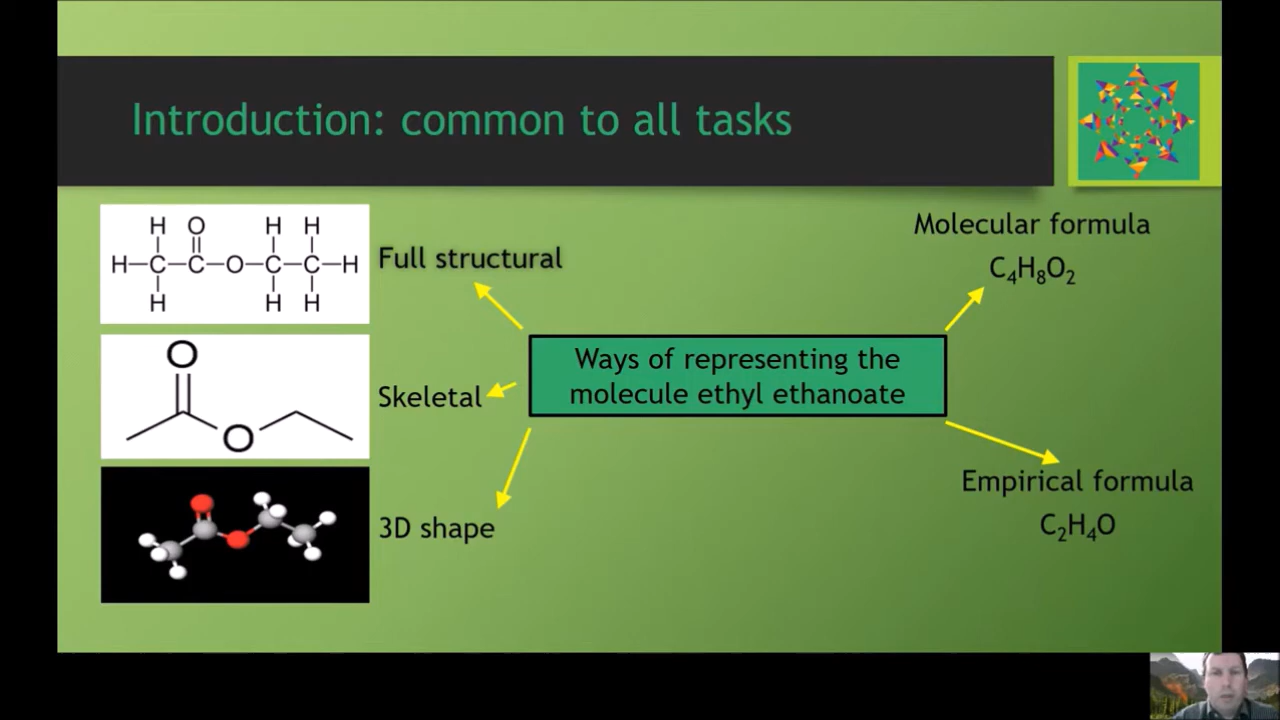 Introduction: common to all tasks
H O H H
H C C O C C H
H H H
Full structural
O
O
Skeletal
3D shape
Ways of representing the
molecule ethyl ethanoate
Molecular formula
C₄H₈O₂
Empirical formula
C₂H₄O